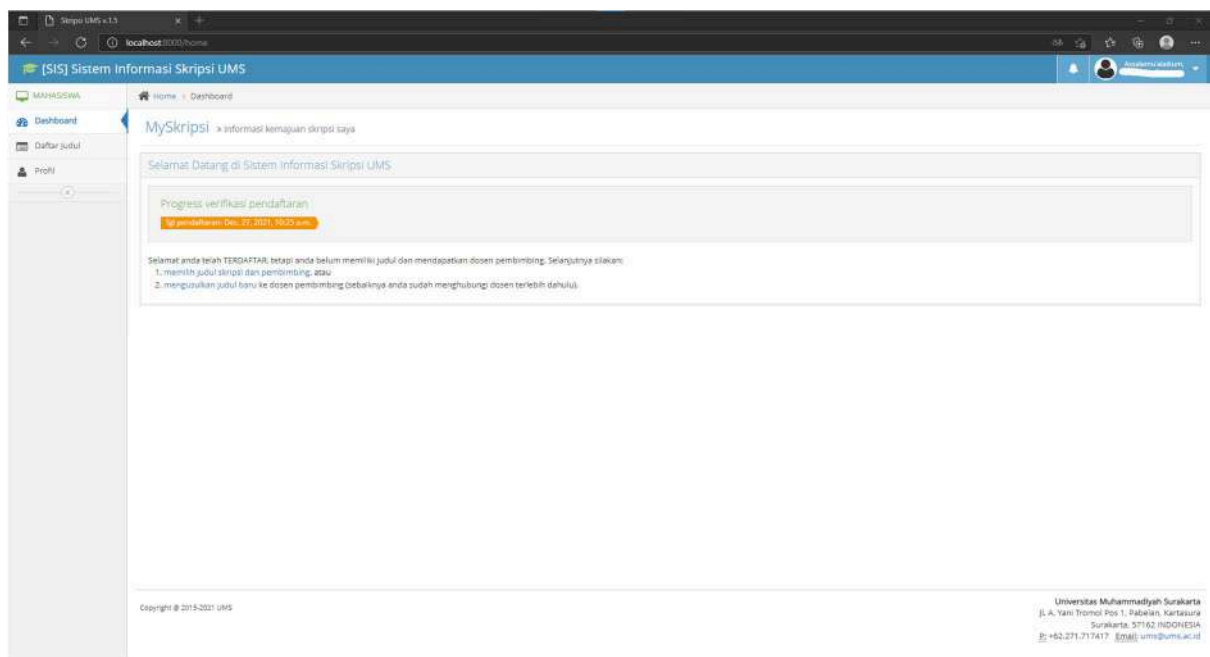 Skripsi UMS v.1.5
localhost:8000/home
[SIS] Sistem Informasi Skripsi UMS
Assalamu'alaikum,
MAHASISWA
Home > Dashboard
Dashboard
MySkripsi » Informasi kemajuan skripsi saya
Daftar Judul
Profil
Selamat Datang di Sistem Informasi Skripsi UMS
Progress verifikasi pendaftaran
Tgl pendaftaran: Dec. 27, 2021, 10:25 a.m.
Selamat anda telah TERDAFTAR, tetapi anda belum memiliki judul dan mendapatkan dosen pembimbing. Selanjutnya silakan:
1. memilih judul skripsi dan pembimbing, atau
2. mengusulkan judul baru ke dosen pembimbing (sebaiknya anda sudah menghubungi dosen terlebih dahulu).
Copyright @ 2015-2021 UMS
Universitas Muhammadiyah Surakarta
Jl. A. Yani Tromol Pos 1, Pabelan, Kartasura
Surakarta, 57162 INDONESIA
P: +62.271.717417 Email: ums@ums.ac.id